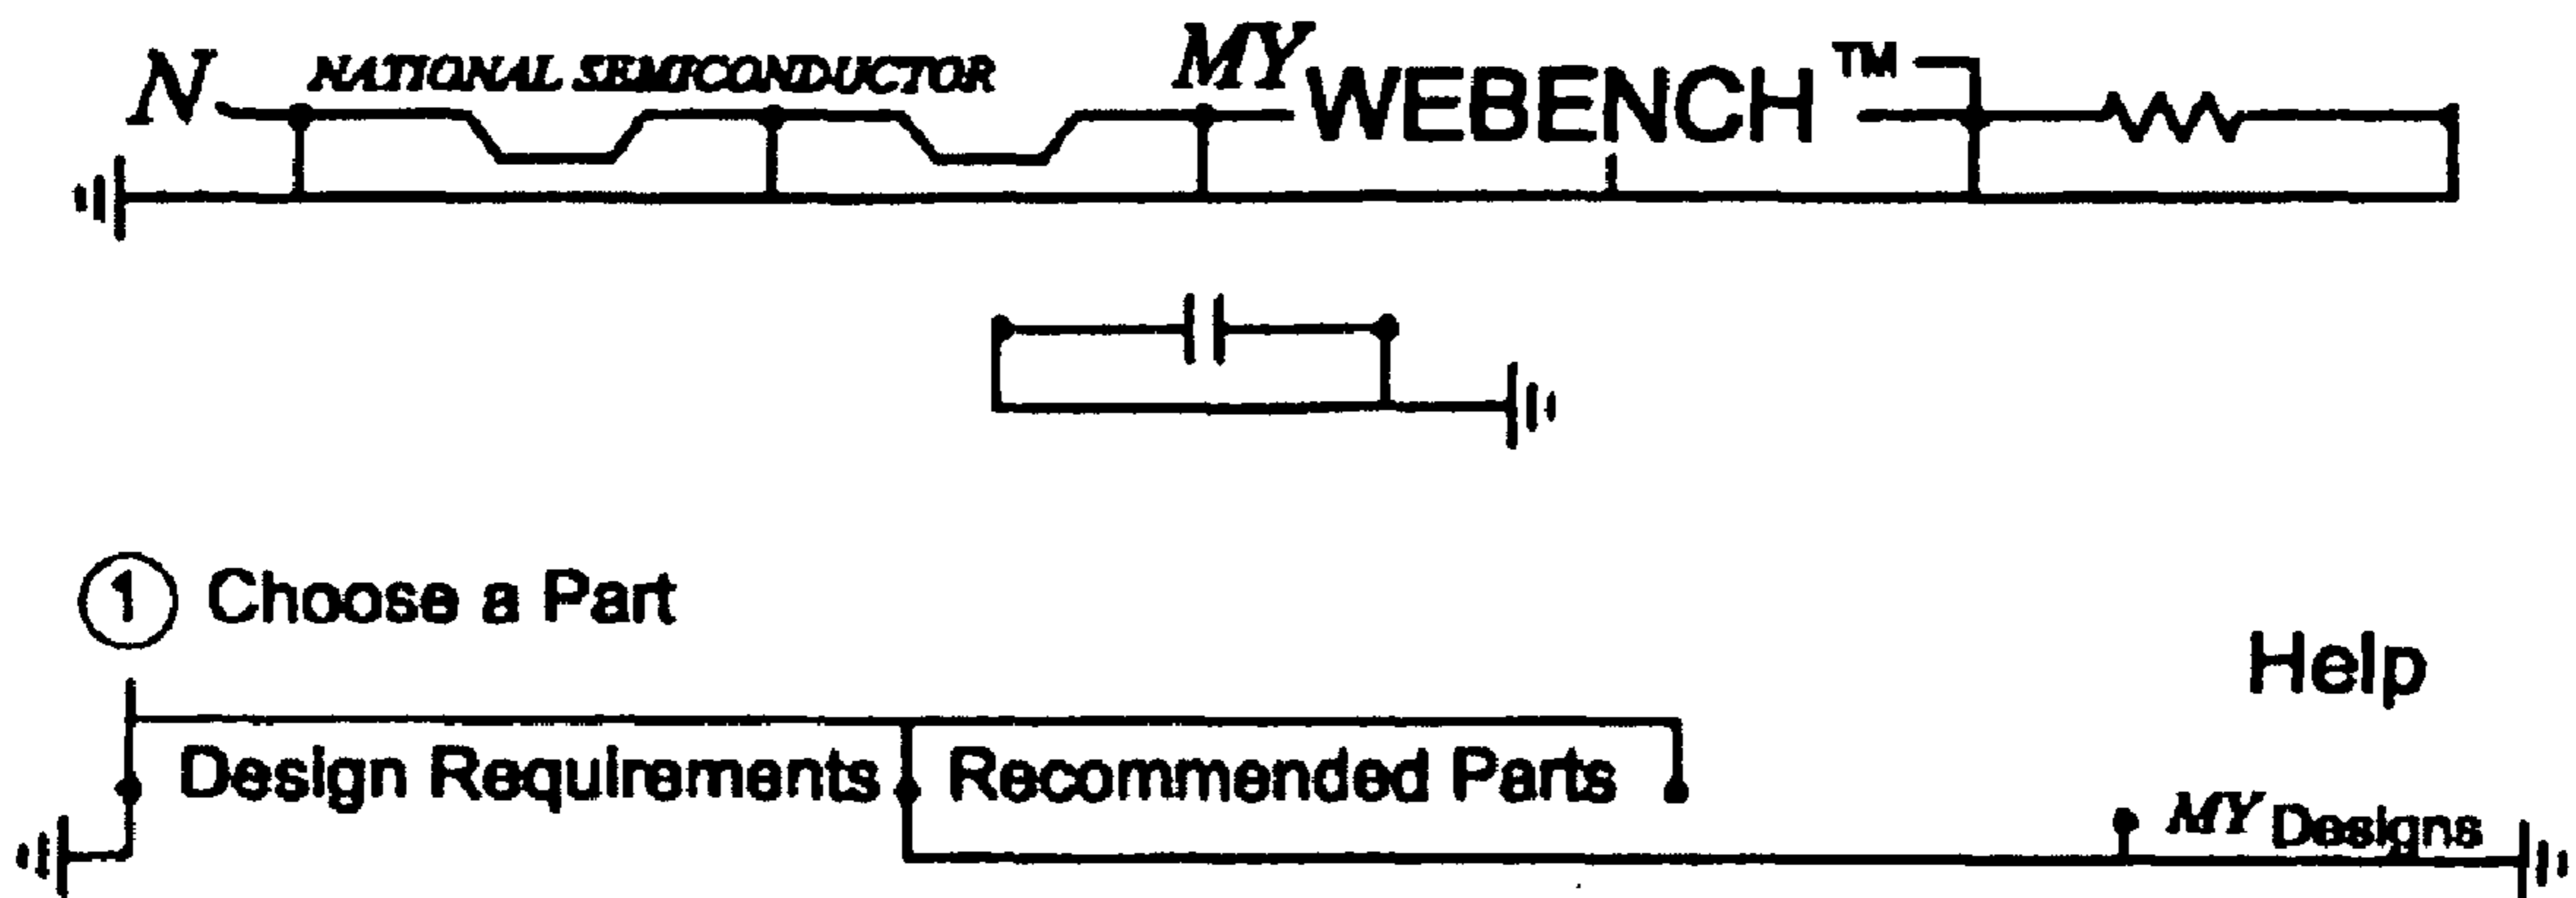 N NATIONAL SEMICONDUCTOR MY WEBENCH™
1 Choose a Part
Help
Design Requirements Recommended Parts
MY Designs